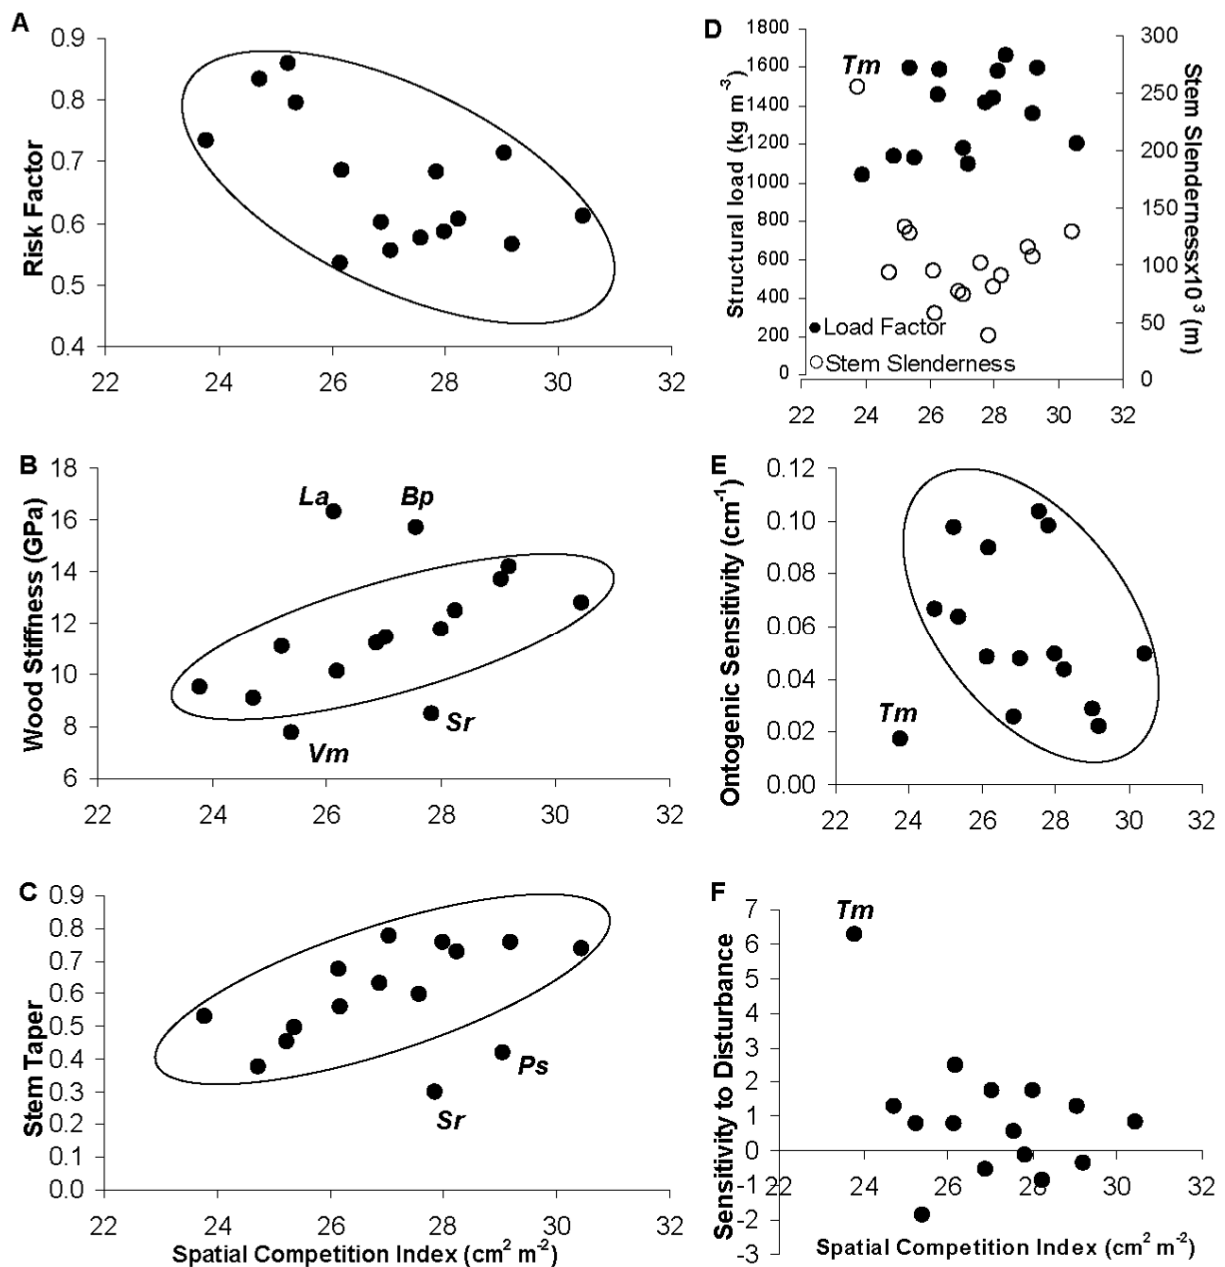 A
0.9
0.8
0.7
0.6
0.5
0.4
Risk Factor
22 24 26 28 30 32
B
18
16
14
12
10
8
6
Wood Stiffness (GPa)
La
Bp
Vm
Sr
22 24 26 28 30 32
C
0.9
0.8
0.7
0.6
0.5
0.4
0.3
0.2
0.1
0.0
Stem Taper
Ps
Sr
22 24 26 28 30 32
Spatial Competition Index (cm² m⁻²)
D
1800
1600
1400
1200
1000
800
600
400
200
0
Structural load (kg m⁻³)
Tm
Load Factor
Stem Slenderness
300
250
200
150
100
50
0
Stem Slendernessx10³ (m)
22 24 26 28 30 32
E
0.12
0.10
0.08
0.06
0.04
0.02
0.00
Ontogenic Sensitivity (cm⁻¹)
Tm
22 24 26 28 30 32
F
7
6
5
4
3
2
1
0
-1
-2
-3
Sensitivity to Disturbance
Tm
22 24 26 28 30 32
Spatial Competition Index (cm² m⁻²)